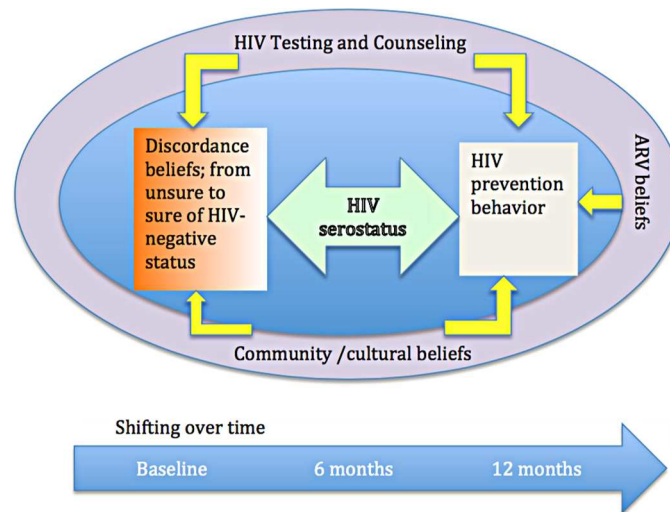 HIV Testing and Counseling
Discordance
beliefs; from
unsure to
sure of HIV-
negative
status
HIV
serostatus
HIV
prevention
behavior
ARV beliefs
Community /cultural beliefs
Shifting over time
Baseline 6 months 12 months